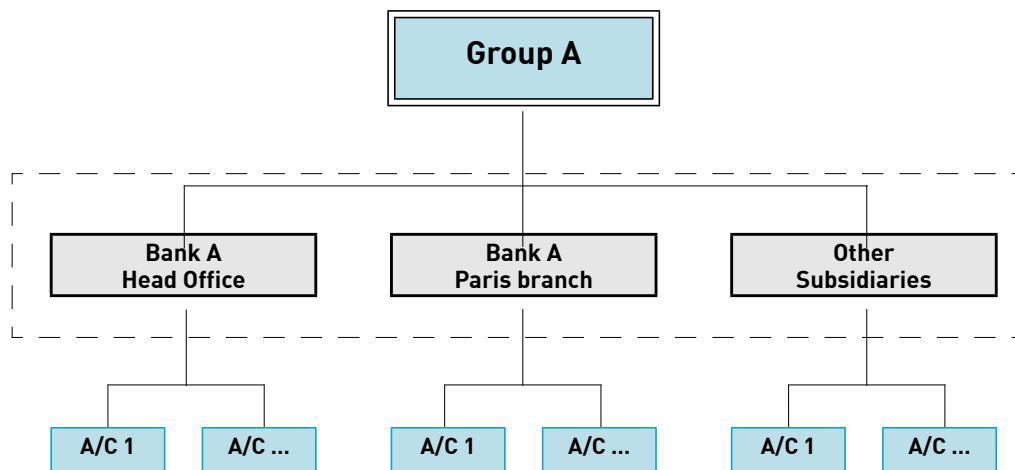 Group A
Bank A
Head Office
Bank A
Paris branch
Other
Subsidiaries
A/C 1
A/C ...
A/C 1
A/C ...
A/C 1
A/C ...